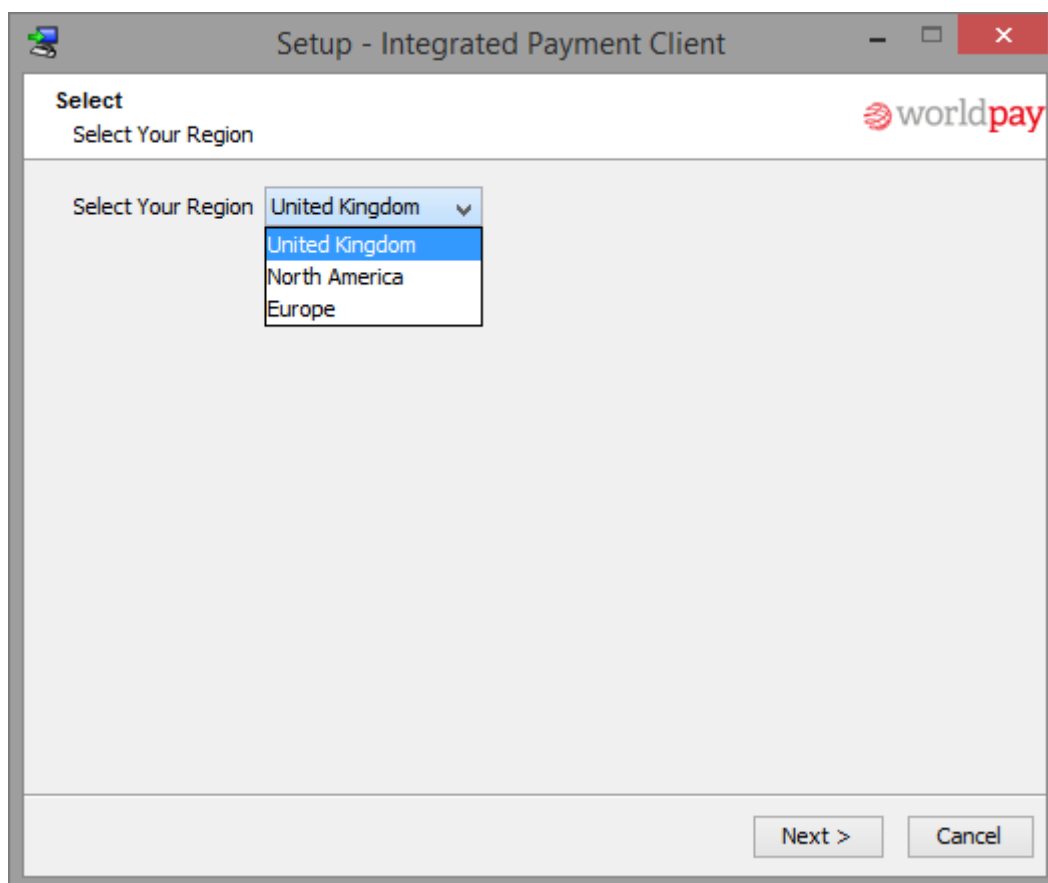 Setup - Integrated Payment Client
Select
Select Your Region
worldpay
Select Your Region United Kingdom
United Kingdom
North America
Europe
Next > Cancel